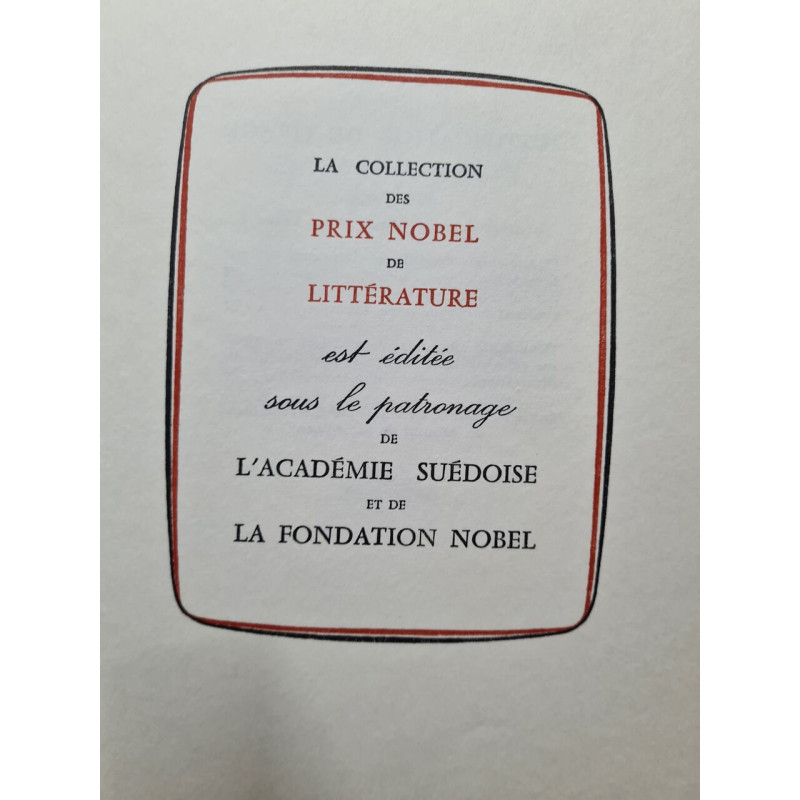 LA COLLECTION
DES
PRIX NOBEL
DE
LITTÉRATURE
est éditée
sous le patronage
DE
L'ACADÉMIE SUÉDOISE
ET DE
LA FONDATION NOBEL